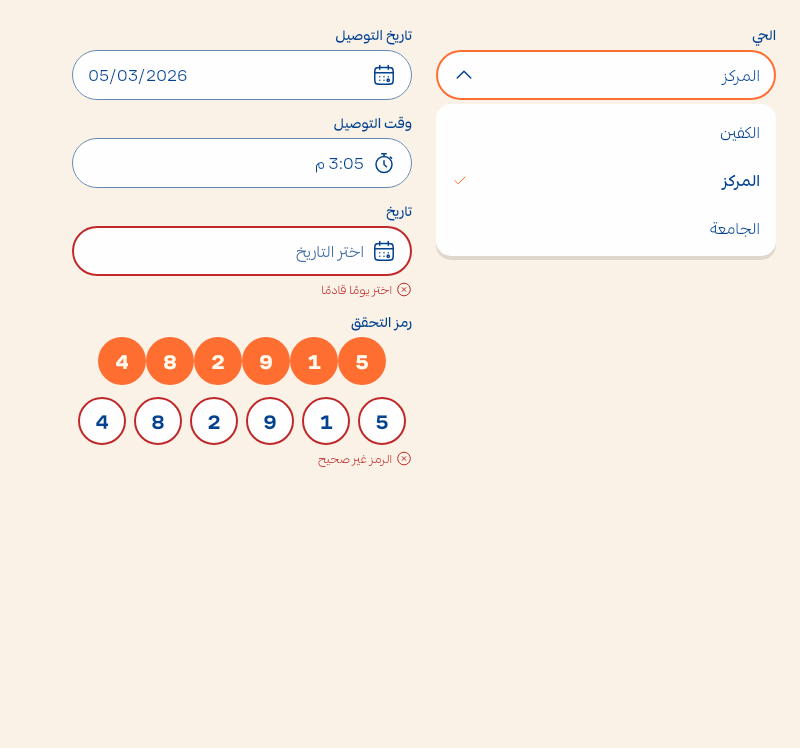 الحي
المركز
الكفين
المركز
الجامعة
تاريخ التوصيل
05/03/2026
وقت التوصيل
3:05 م
تاريخ
اختر التاريخ
اختر يومًا قادمًا
رمز التحقق
4 8 2 9 1 5
4 8 2 9 1 5
الرمز غير صحيح